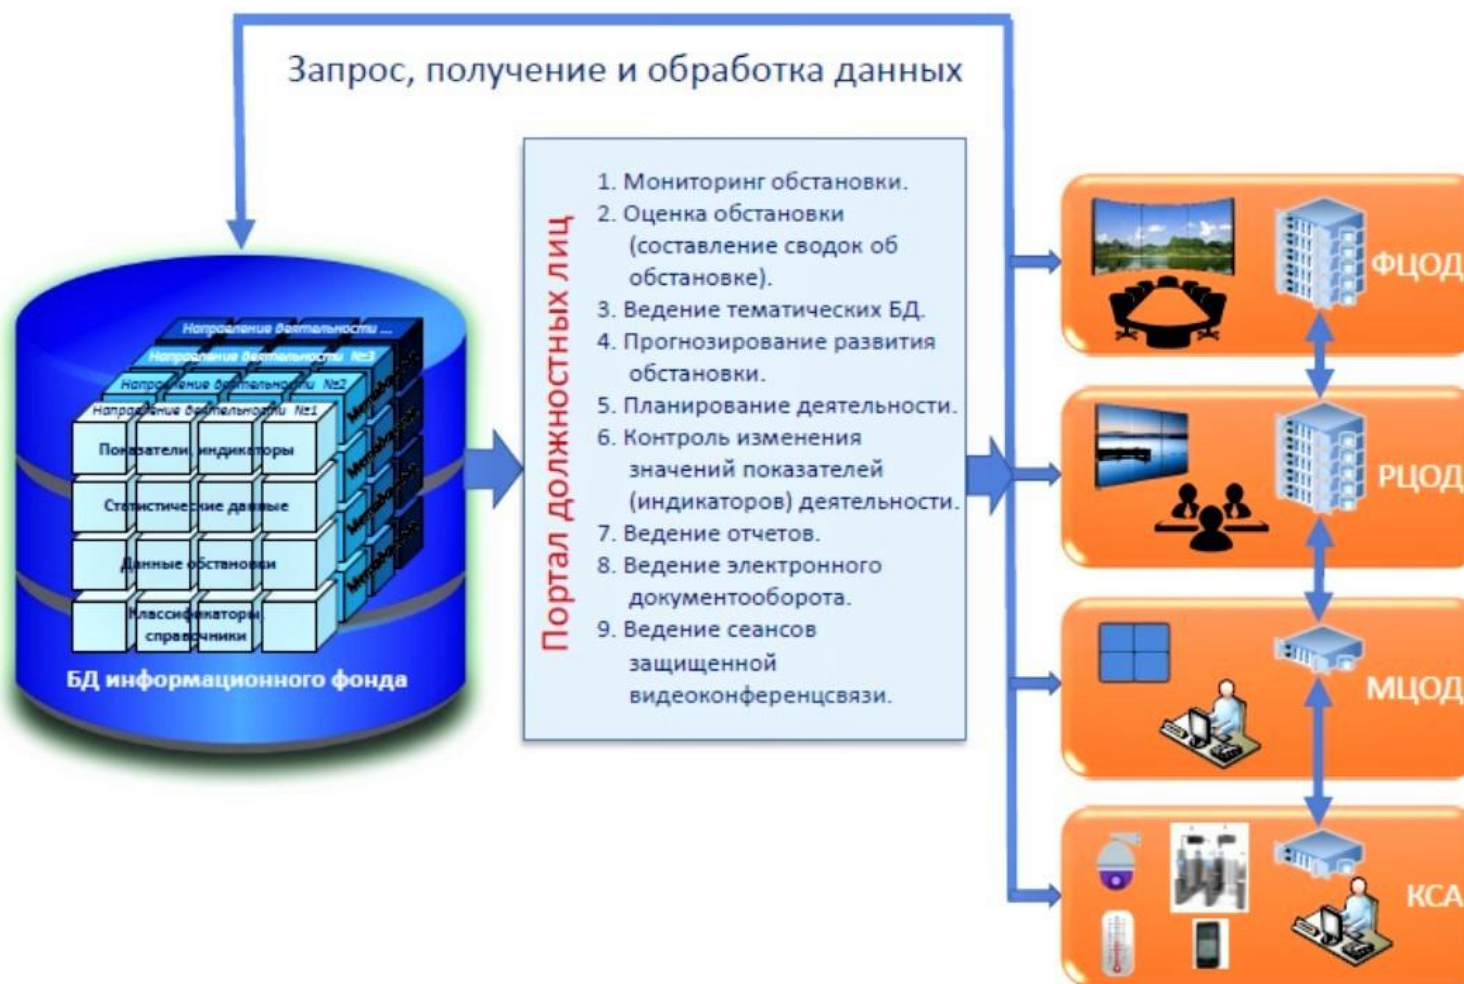 Запрос, получение и обработка данных
Портал должностных лиц
1. Мониторинг обстановки.
2. Оценка обстановки
(составление сводок об
обстановке).
3. Ведение тематических БД.
4. Прогнозирование развития
обстановки.
5. Планирование деятельности.
6. Контроль изменения
значений показателей
(индикаторов) деятельности.
7. Ведение отчетов.
8. Ведение электронного
документооборота.
9. Ведение сеансов
защищенной
видеоконференцсвязи.
Направление деятельности ...
Направление деятельности №3
Направление деятельности №2
Направление деятельности №1
Показатели, индикаторы
Статистические данные
Данные обстановки
Классификаторы,
справочники
БД информационного фонда
ФЦОД
РЦОД
МЦОД
КСА